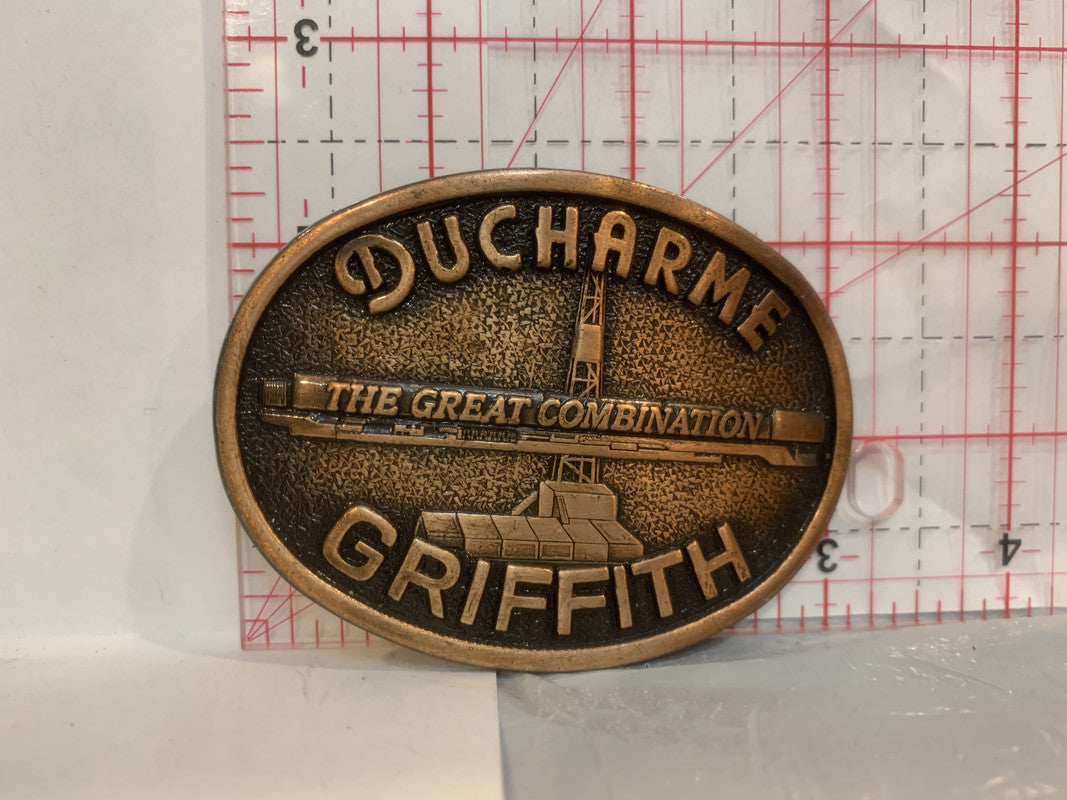 3
DUCHARME
THE GREAT COMBINATION
GRIFFITH
3
4